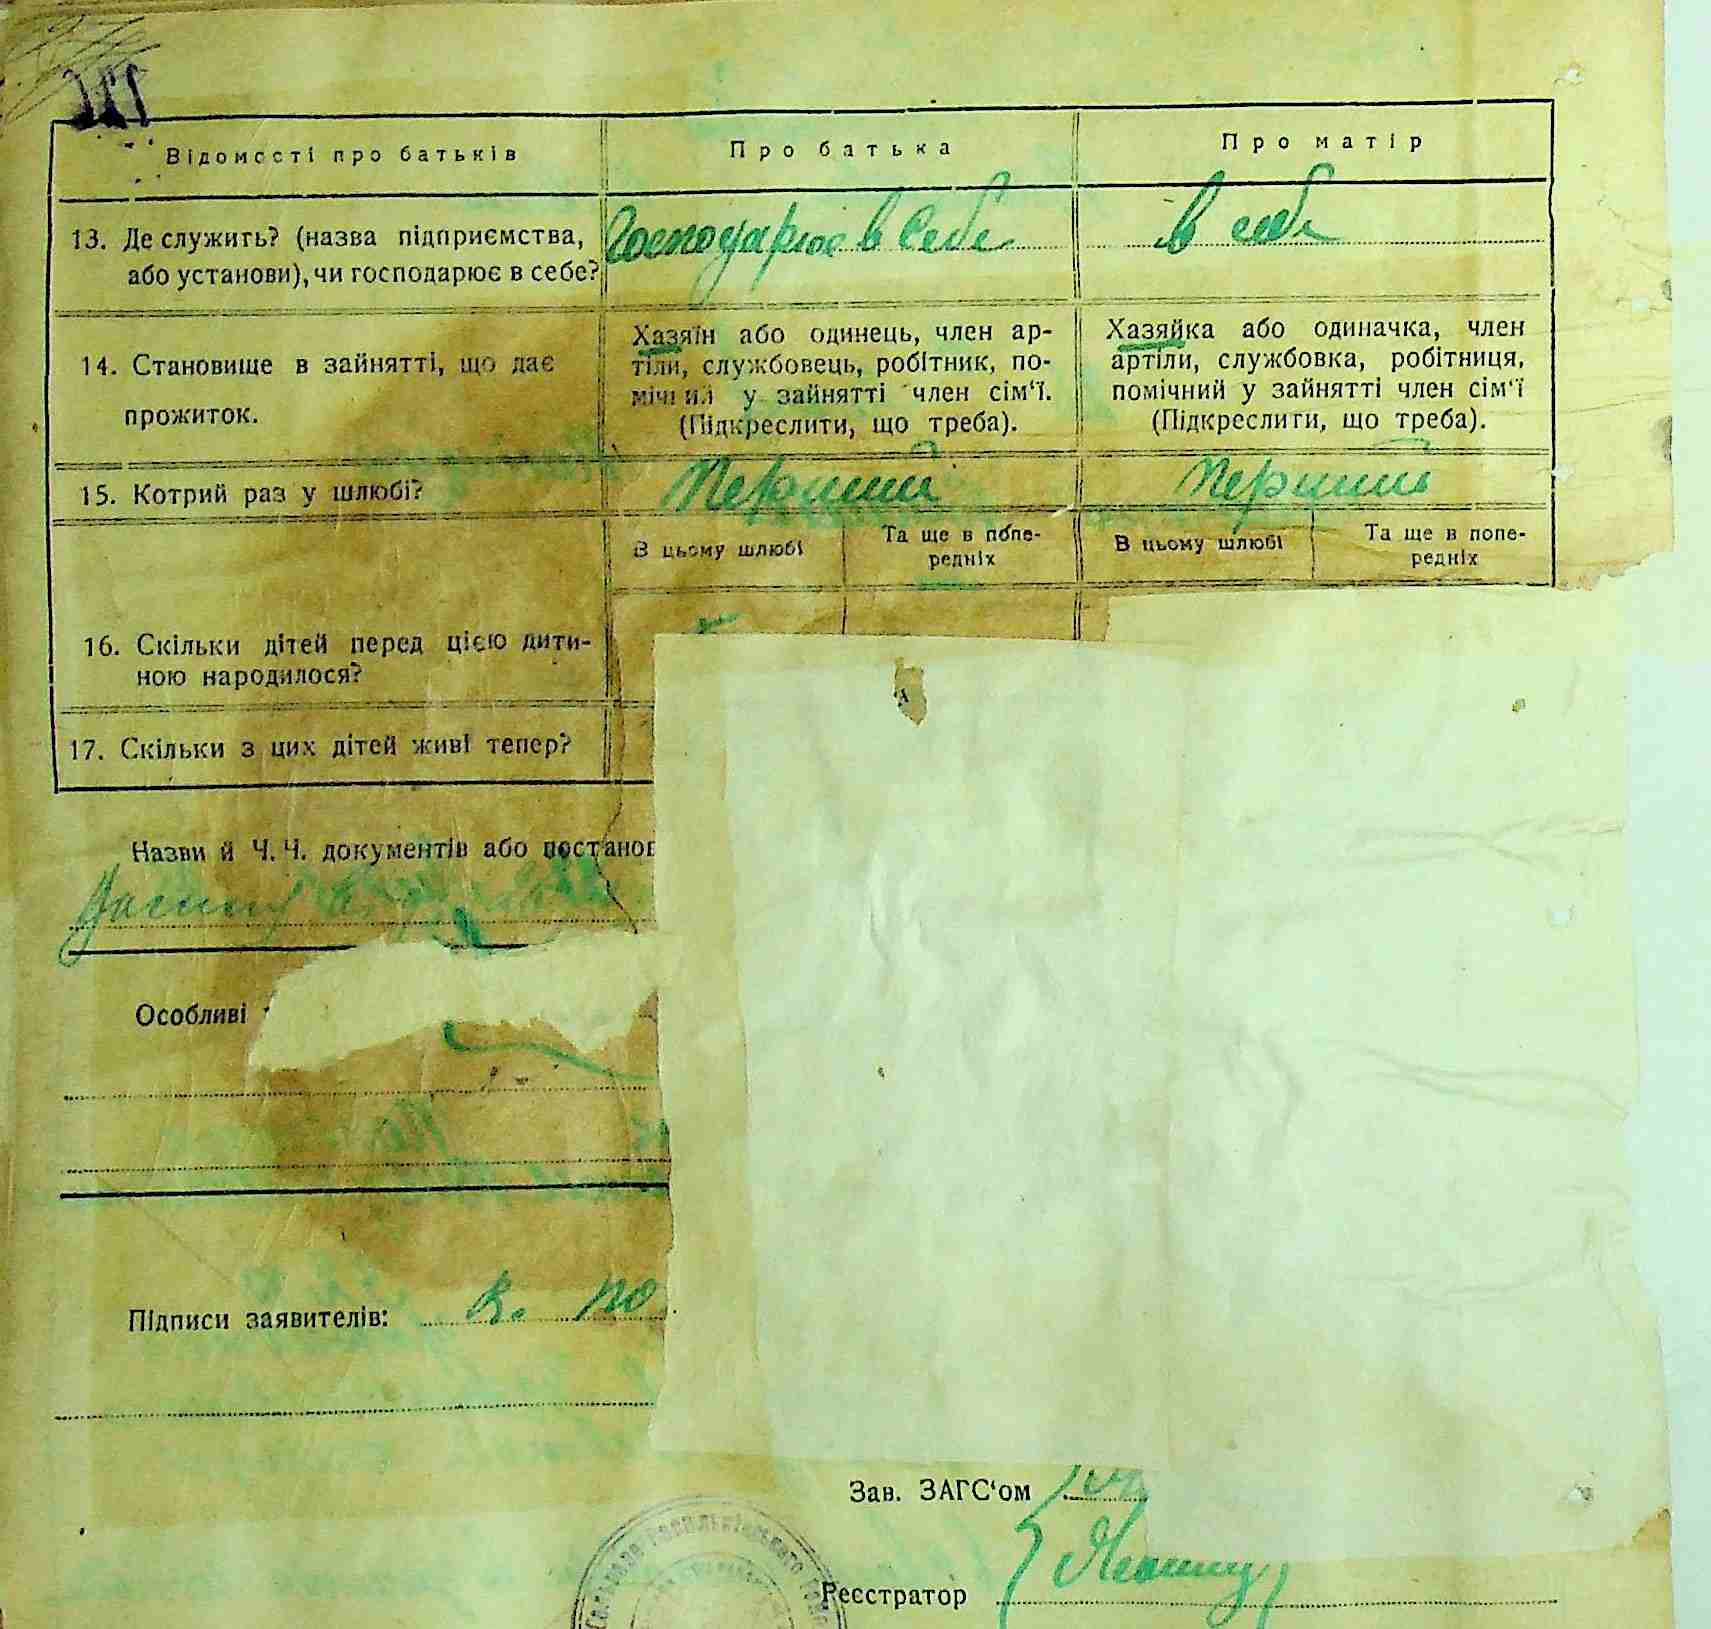 Відомості про батьків
Про батька
Про матір
13. Де служить? (назва підприємства,
або установи), чи господарює в себе?
Господарює в себе
в себе
14. Становище в зайнятті, що дає
прожиток.
Хазяїн або одинець, член ар-
тіли, службовець, робітник, по-
мічний у зайнятті член сім‘ї.
(Підкреслити, що треба).
Хазяйка або одиначка, член
артіли, службовка, робітниця,
помічний у зайнятті член сім‘ї
(Підкреслити, що треба).
15. Котрий раз у шлюбі?
Перший
Перший
В цьому шлюбі
Та ще в попе-
редніх
В цьому шлюбі
Та ще в попе-
редніх
16. Скільки дітей перед цією дити-
ною народилося?
17. Скільки з цих дітей живі тепер?
Назви й Ч. Ч. документів або постанов
Особливі
Підписи заявителів:
Зав. ЗАГС‘ом
Реєстратор